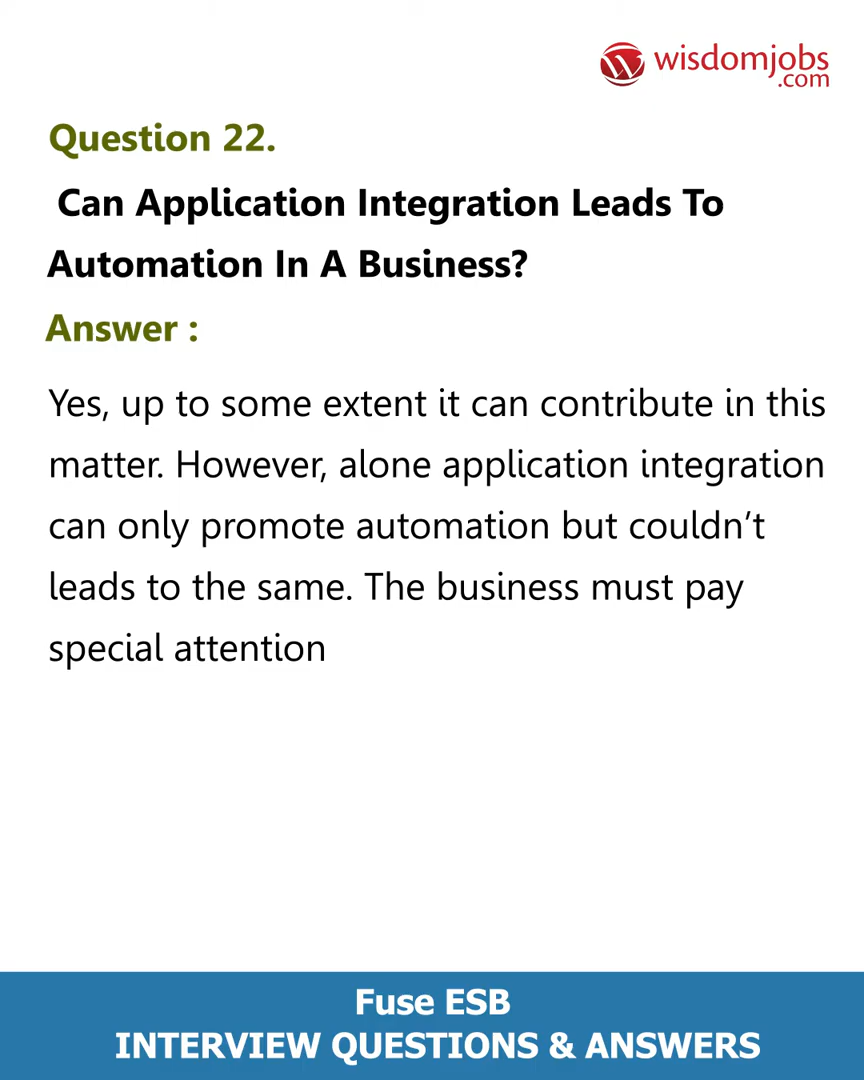 wisdomjobs
.com
Question 22.
Can Application Integration Leads To
Automation In A Business?
Answer :
Yes, up to some extent it can contribute in this
matter. However, alone application integration
can only promote automation but couldn’t
leads to the same. The business must pay
special attention
Fuse ESB
INTERVIEW QUESTIONS & ANSWERS